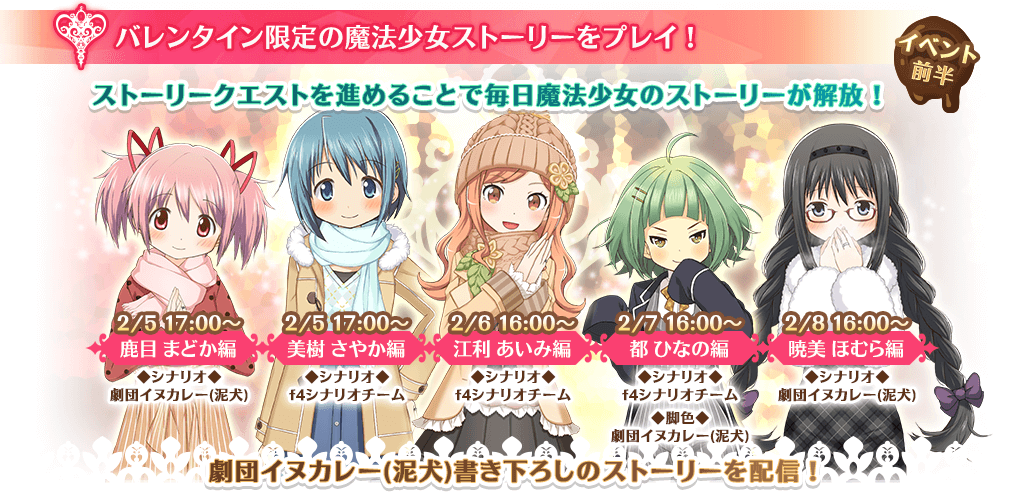 バレンタイン限定の魔法少女ストーリーをプレイ！
イベント
前半
ストーリークエストを進めることで毎日魔法少女のストーリーが解放！
2/5 17:00～
鹿目 まどか編
◆シナリオ◆
劇団イヌカレー(泥犬)
2/5 17:00～
美樹 さやか編
◆シナリオ◆
f4シナリオチーム
2/6 16:00～
江利 あいみ編
◆シナリオ◆
f4シナリオチーム
2/7 16:00～
都 ひなの編
◆シナリオ◆
f4シナリオチーム
◆脚色◆
劇団イヌカレー(泥犬)
2/8 16:00～
暁美 ほむら編
◆シナリオ◆
劇団イヌカレー(泥犬)
劇団イヌカレー(泥犬)書き下ろしのストーリーを配信！